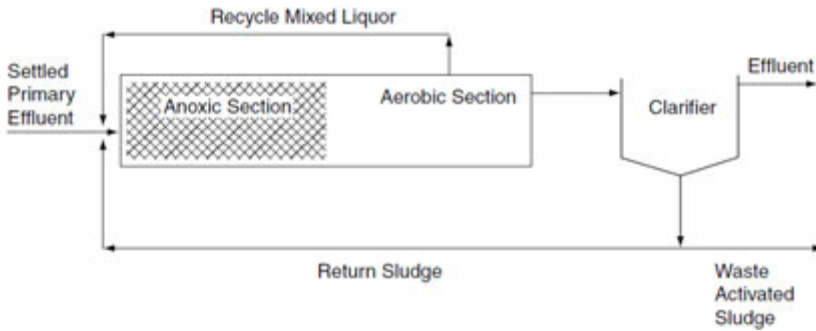 Recycle Mixed Liquor
Settled
Primary
Effluent
Anoxic Section
Aerobic Section
Clarifier
Effluent
Return Sludge
Waste
Activated
Sludge